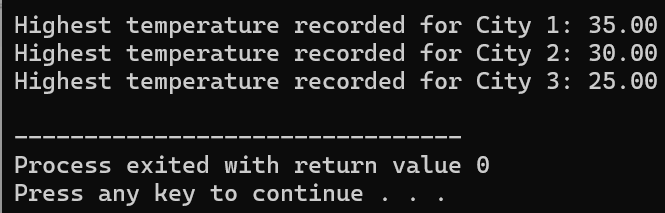 Highest temperature recorded for City 1: 35.00
Highest temperature recorded for City 2: 30.00
Highest temperature recorded for City 3: 25.00
--------------------------------
Process exited with return value 0
Press any key to continue . . .